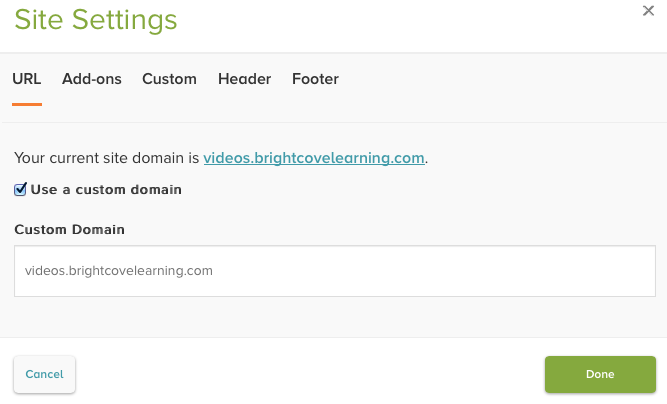 Site Settings
URL Add-ons Custom Header Footer
Your current site domain is videos.brightcovelearning.com.
Use a custom domain
Custom Domain
videos.brightcovelearning.com
Cancel Done